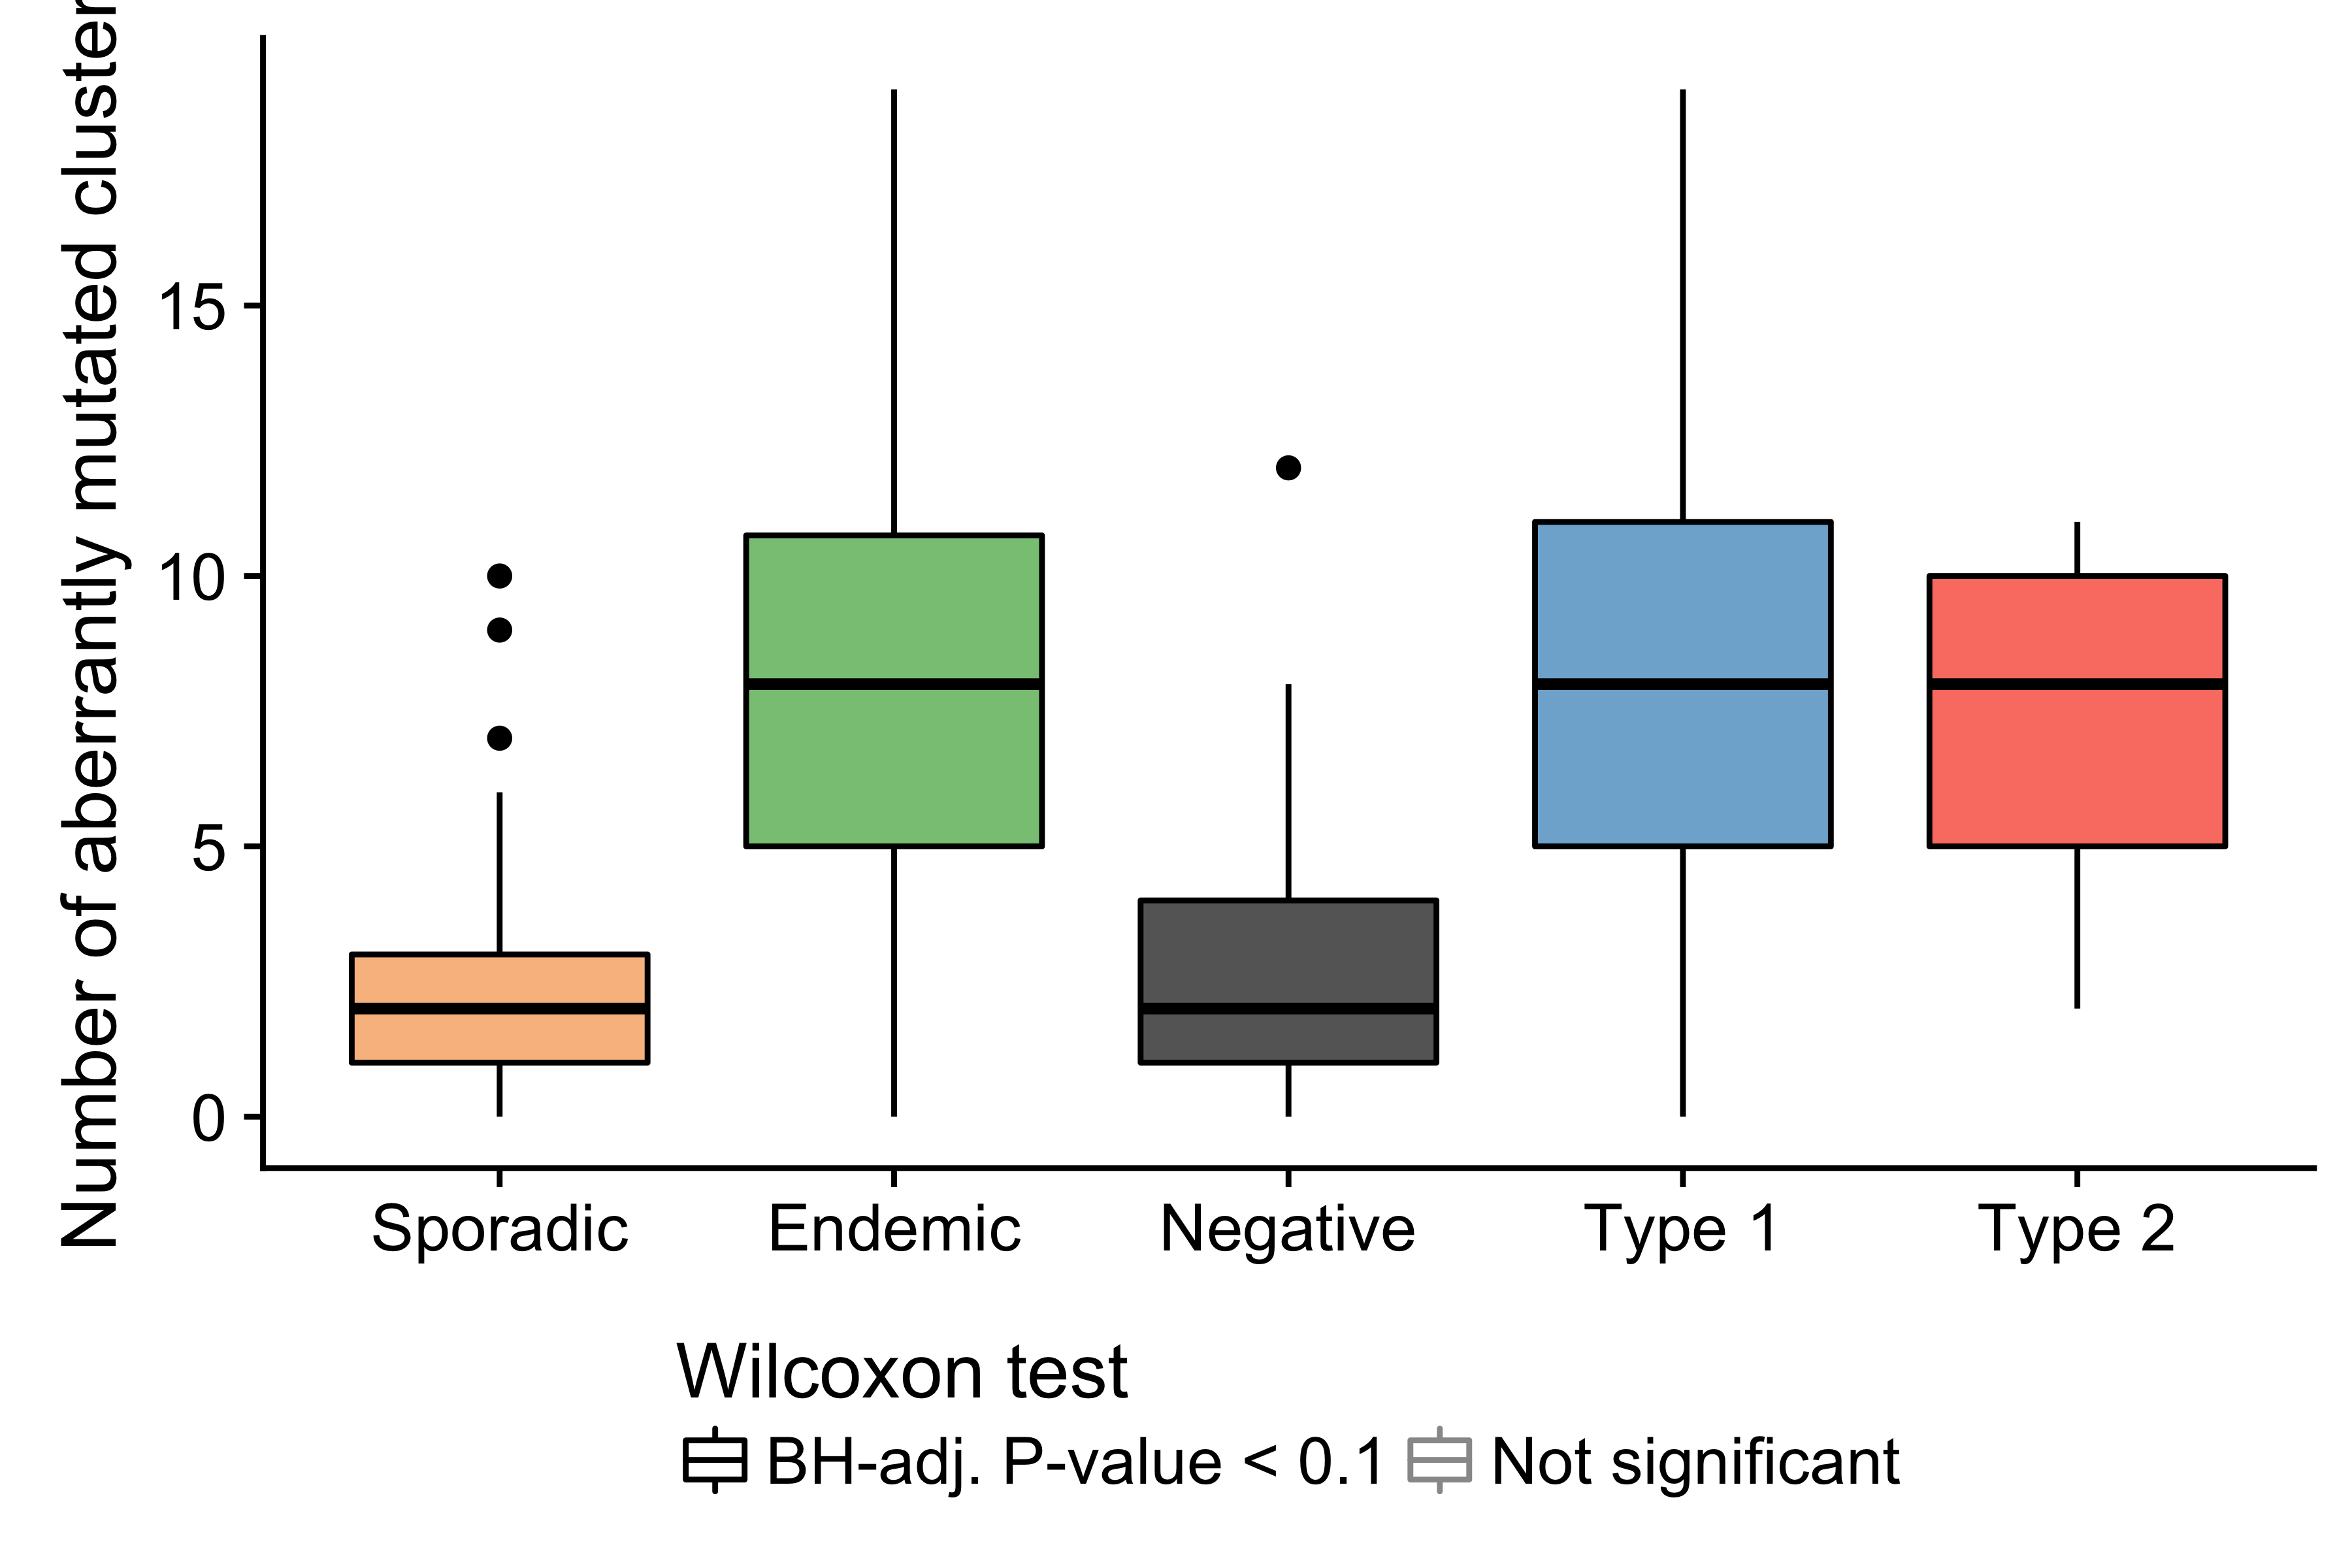 Number of aberrantly mutated cluster
15
10
5
0
Sporadic Endemic Negative Type 1 Type 2
Wilcoxon test
BH-adj. P-value < 0.1 Not significant